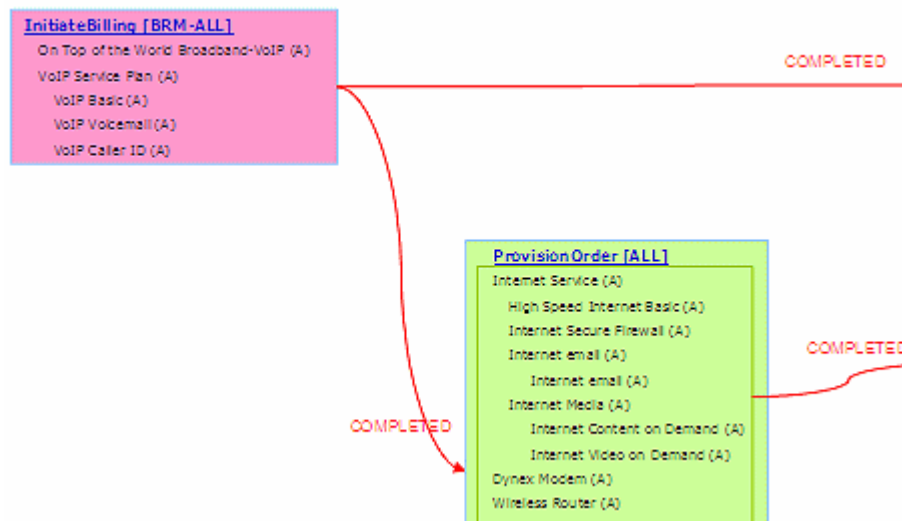 InitiateBilling [BRM-ALL]
On Top of the World Broadband-VoIP (A)
VoIP Service Plan (A)
VoIP Basic (A)
VoIP Voicemail (A)
VoIP Caller ID (A)
COMPLETED
ProvisionOrder [ALL]
Internet Service (A)
High Speed Internet Basic (A)
Internet Secure Firewall (A)
Internet email (A)
Internet email (A)
Internet Media (A)
Internet Content on Demand (A)
Internet Video on Demand (A)
Dynex Modem (A)
Wireless Router (A)
COMPLETED
COMPLETED